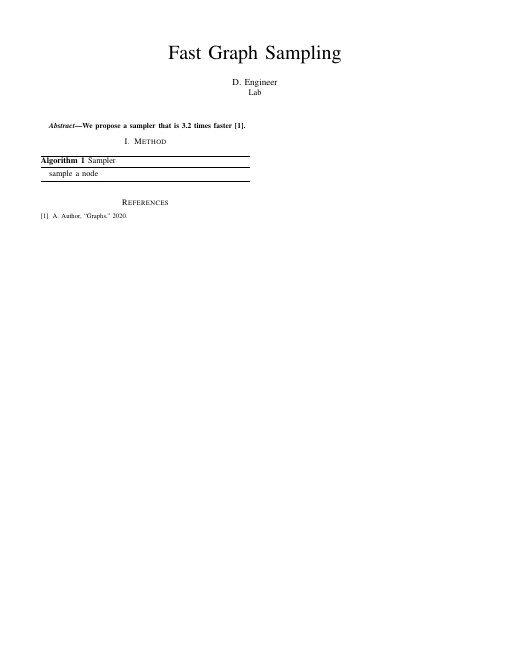 Fast Graph Sampling
D. Engineer
Lab
Abstract—We propose a sampler that is 3.2 times faster [1].
I. Method
Algorithm 1 Sampler
sample a node
References
[1] A. Author, “Graphs,” 2020.